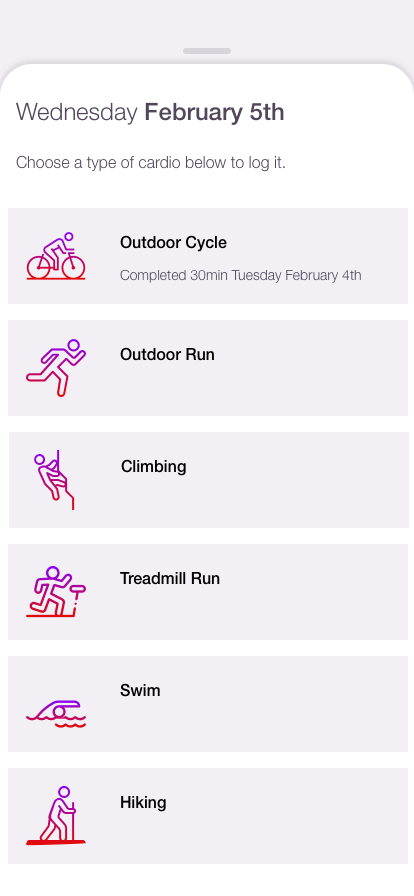 Wednesday February 5th
Choose a type of cardio below to log it.
Outdoor Cycle
Completed 30min Tuesday February 4th
Outdoor Run
Climbing
Treadmill Run
Swim
Hiking